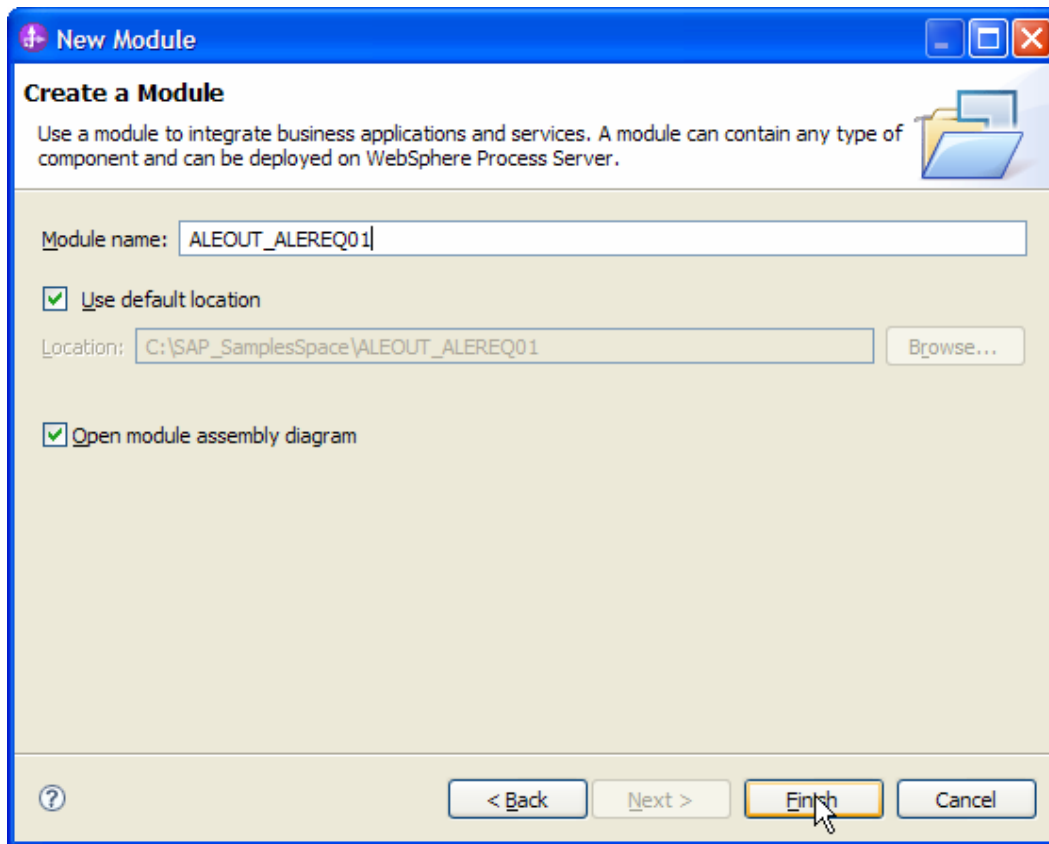 New Module
Create a Module
Use a module to integrate business applications and services. A module can contain any type of
component and can be deployed on WebSphere Process Server.
Module name: ALEOUT_ALEREQ01
Use default location
Location: C:\SAP_SamplesSpace\ALEOUT_ALEREQ01 Browse...
Open module assembly diagram
? < Back Next > Finish Cancel